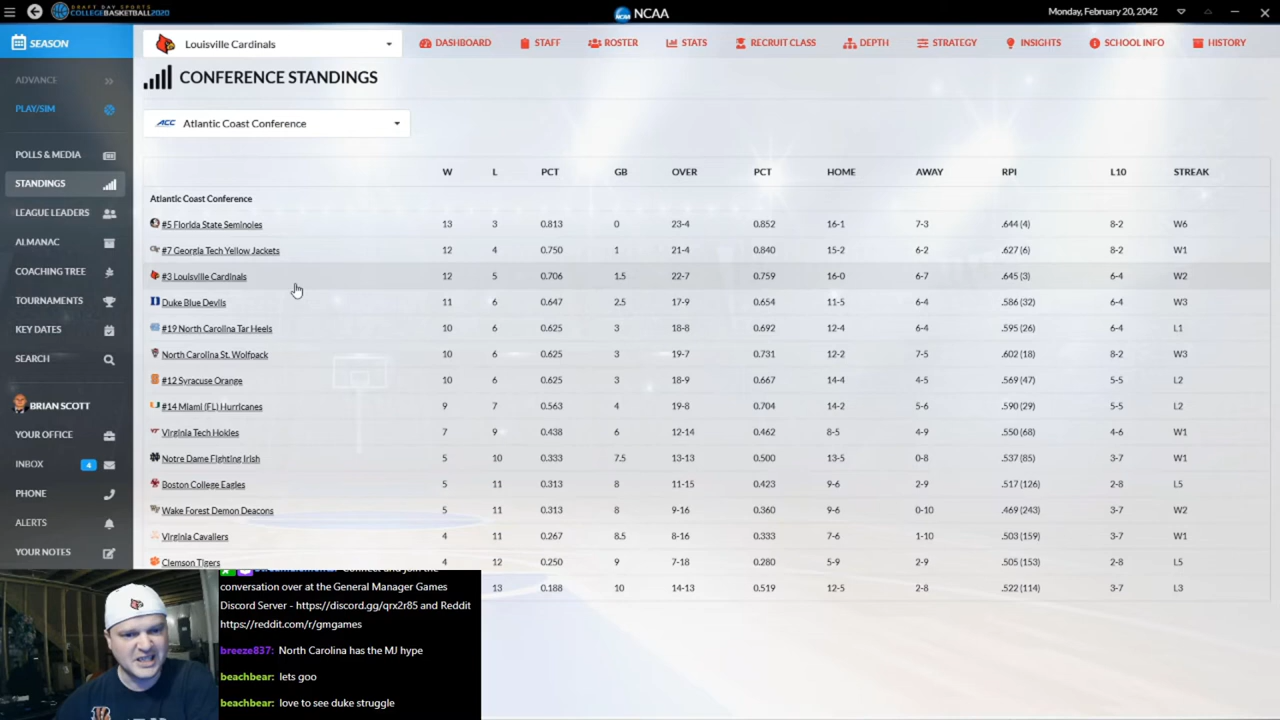 DRAFT DAY SPORTS
COLLEGE BASKETBALL 2020
NCAA
Monday, February 20, 2042
SEASON
Louisville Cardinals
DASHBOARD STAFF ROSTER STATS RECRUIT CLASS DEPTH STRATEGY INSIGHTS SCHOOL INFO HISTORY
ADVANCE
PLAY/SIM
POLLS & MEDIA
STANDINGS
LEAGUE LEADERS
ALMANAC
COACHING TREE
TOURNAMENTS
KEY DATES
SEARCH
BRIAN SCOTT
YOUR OFFICE
INBOX 4
PHONE
ALERTS
YOUR NOTES
CONFERENCE STANDINGS
ACC Atlantic Coast Conference
W L PCT GB OVER PCT HOME AWAY RPI L10 STREAK
Atlantic Coast Conference
#5 Florida State Seminoles 13 3 0.813 0 23-4 0.852 16-1 7-3 .644 (4) 8-2 W6
#7 Georgia Tech Yellow Jackets 12 4 0.750 1 21-4 0.840 15-2 6-2 .627 (6) 8-2 W1
#3 Louisville Cardinals 12 5 0.706 1.5 22-7 0.759 16-0 6-7 .645 (3) 6-4 W2
Duke Blue Devils 11 6 0.647 2.5 17-9 0.654 11-5 6-4 .586 (32) 6-4 W3
#19 North Carolina Tar Heels 10 6 0.625 3 18-8 0.692 12-4 6-4 .595 (26) 6-4 L1
North Carolina St. Wolfpack 10 6 0.625 3 19-7 0.731 12-2 7-5 .602 (18) 8-2 W3
#12 Syracuse Orange 10 6 0.625 3 18-9 0.667 14-4 4-5 .569 (47) 5-5 L2
#14 Miami (FL) Hurricanes 9 7 0.563 4 19-8 0.704 14-2 5-6 .590 (29) 5-5 L2
Virginia Tech Hokies 7 9 0.438 6 12-14 0.462 8-5 4-9 .550 (68) 4-6 W1
Notre Dame Fighting Irish 5 10 0.333 7.5 13-13 0.500 13-5 0-8 .537 (85) 3-7 W1
Boston College Eagles 5 11 0.313 8 11-15 0.423 9-6 2-9 .517 (126) 2-8 L5
Wake Forest Demon Deacons 5 11 0.313 8 9-16 0.360 9-6 0-10 .469 (243) 3-7 W2
Virginia Cavaliers 4 11 0.267 8.5 8-16 0.333 7-6 1-10 .503 (159) 3-7 W1
Clemson Tigers 4 12 0.250 9 7-18 0.280 5-9 2-9 .505 (153) 2-8 L5
13 0.188 10 14-13 0.519 12-5 2-8 .522 (114) 3-7 L3
Connect and join the
conversation over at the General Manager Games
Discord Server - https://discord.gg/qrx2r85 and Reddit
https://reddit.com/r/gmgames
breeze837: North Carolina has the MJ hype
beachbear: lets goo
beachbear: love to see duke struggle